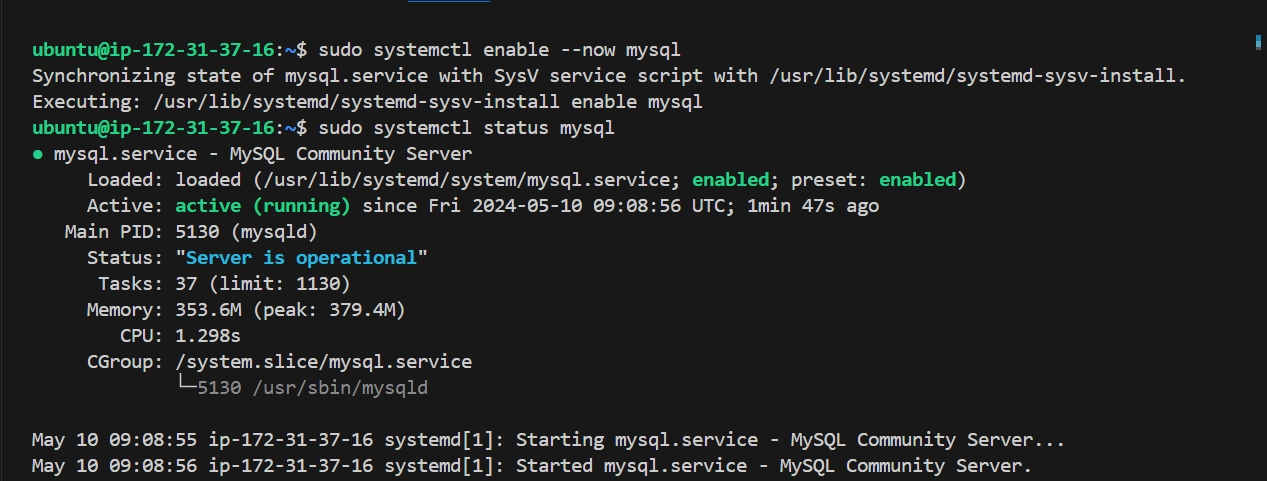 ubuntu@ip-172-31-37-16:~$ sudo systemctl enable --now mysql
Synchronizing state of mysql.service with SysV service script with /usr/lib/systemd/systemd-sysv-install.
Executing: /usr/lib/systemd/systemd-sysv-install enable mysql
ubuntu@ip-172-31-37-16:~$ sudo systemctl status mysql
● mysql.service - MySQL Community Server
     Loaded: loaded (/usr/lib/systemd/system/mysql.service; enabled; preset: enabled)
     Active: active (running) since Fri 2024-05-10 09:08:56 UTC; 1min 47s ago
   Main PID: 5130 (mysqld)
     Status: "Server is operational"
      Tasks: 37 (limit: 1130)
     Memory: 353.6M (peak: 379.4M)
        CPU: 1.298s
     CGroup: /system.slice/mysql.service
             └─5130 /usr/sbin/mysqld

May 10 09:08:55 ip-172-31-37-16 systemd[1]: Starting mysql.service - MySQL Community Server...
May 10 09:08:56 ip-172-31-37-16 systemd[1]: Started mysql.service - MySQL Community Server.